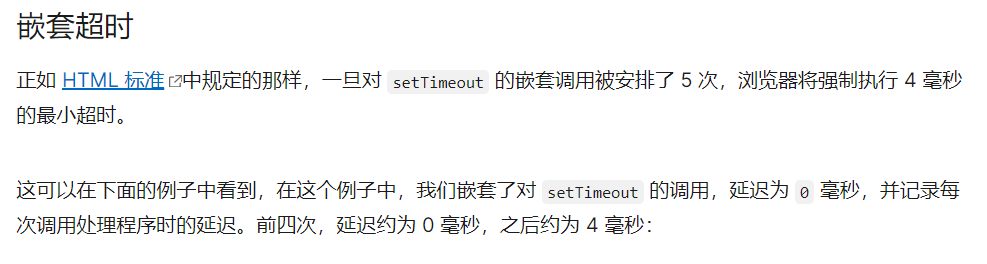 嵌套超时
正如 HTML 标准中规定的那样，一旦对 setTimeout 的嵌套调用被安排了 5 次，浏览器将强制执行 4 毫秒
的最小超时。
这可以在下面的例子中看到，在这个例子中，我们嵌套了对 setTimeout 的调用，延迟为 0 毫秒，并记录每
次调用处理程序时的延迟。前四次，延迟约为 0 毫秒，之后约为 4 毫秒：